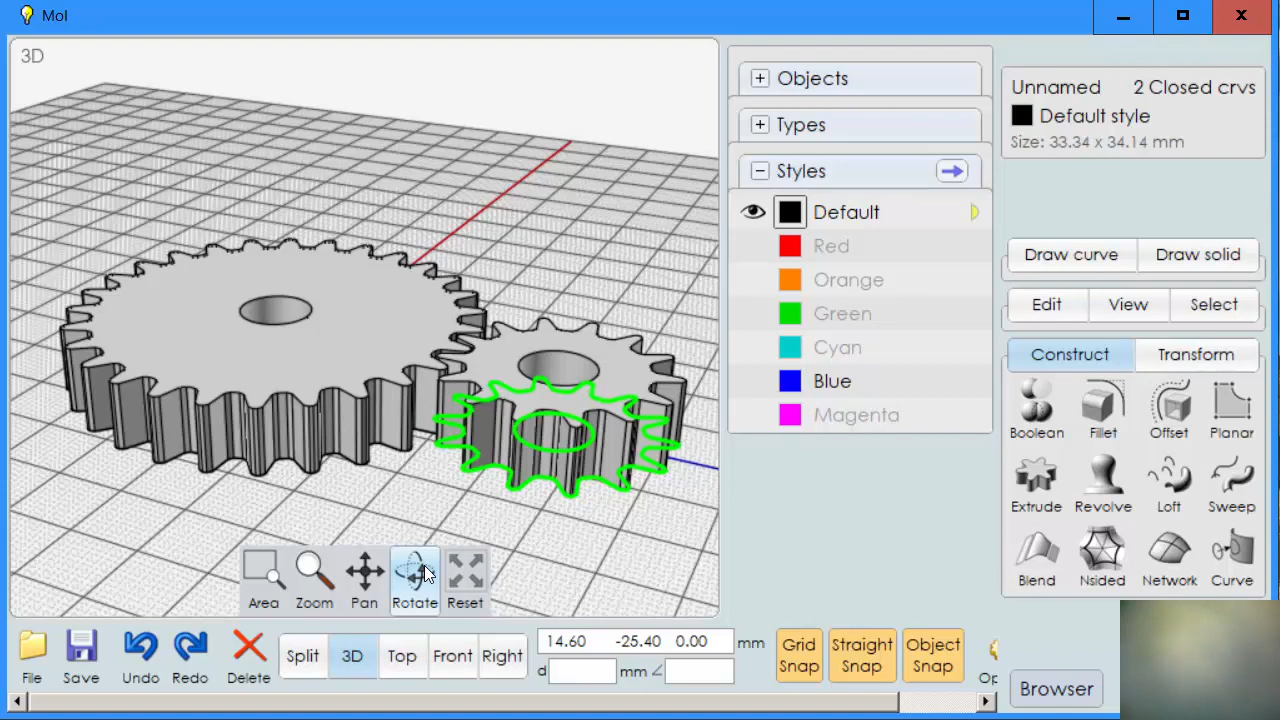 MoI
3D
Objects
Types
Styles
Default
Red
Orange
Green
Cyan
Blue
Magenta
Unnamed 2 Closed crvs
Default style
Size: 33.34 x 34.14 mm
Draw curve Draw solid
Edit View Select
Construct Transform
Boolean Fillet Offset Planar
Extrude Revolve Loft Sweep
Blend Nsided Network Curve
Area Zoom Pan Rotate Reset
File Save Undo Redo Delete
Split 3D Top Front Right
14.60 -25.40 0.00 mm
d mm
Grid Snap
Straight Snap
Object Snap
Op
Browser